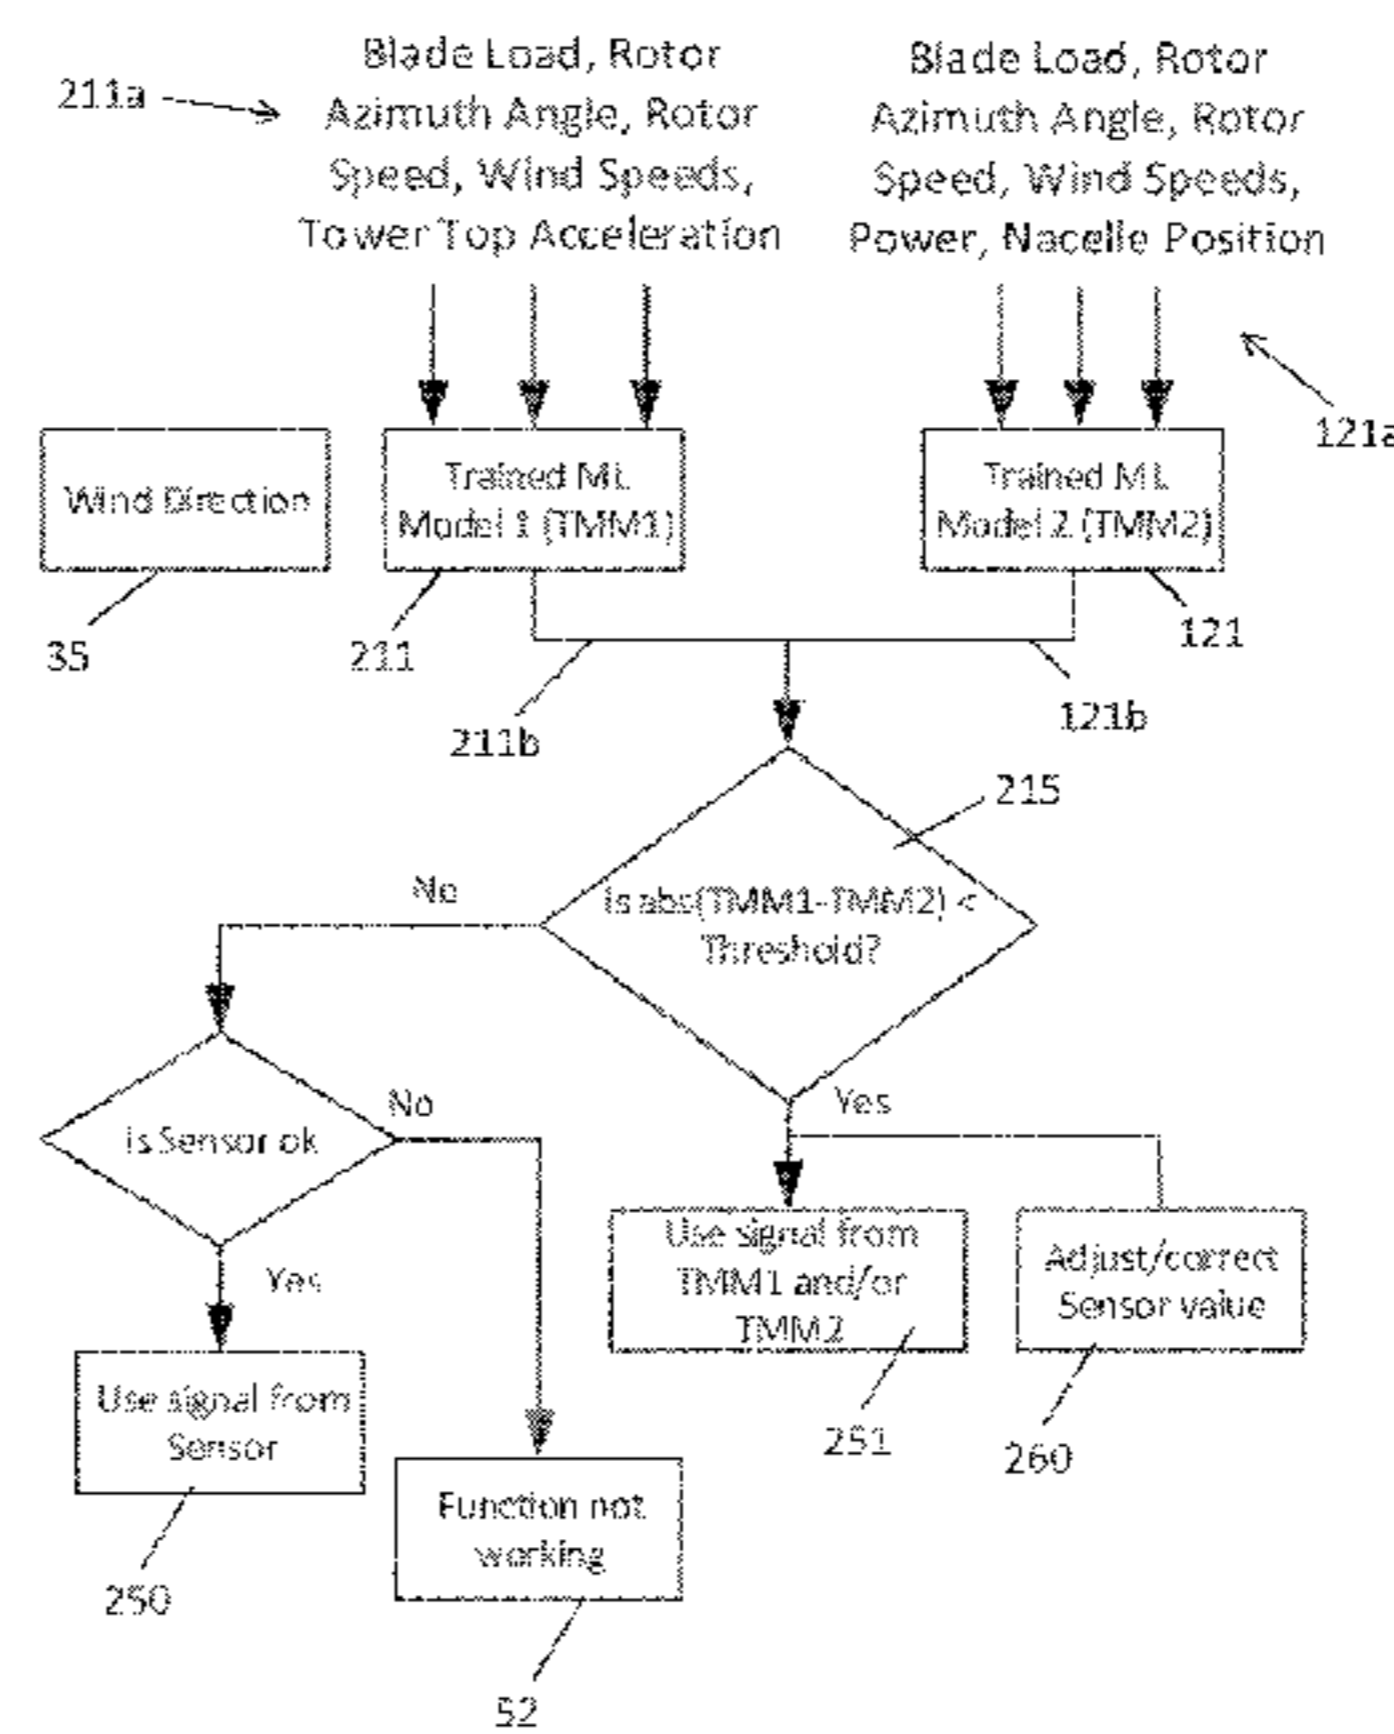 211a
Blade Load, Rotor
Azimuth Angle, Rotor
Speed, Wind Speeds,
Tower Top Acceleration
Blade Load, Rotor
Azimuth Angle, Rotor
Speed, Wind Speeds,
Power, Nacelle Position
121a
Wind Direction
35
Trained ML
Model 1 (TMM1)
211
Trained ML
Model 2 (TMM2)
121
211b
121b
215
is abs(TMM1-TMM2) <
Threshold?
No
Yes
is Sensor ok
No
Yes
Use signal from
TMM1 and/or
TMM2
251
Adjust/correct
Sensor value
260
Use signal from
Sensor
250
Function not
working
52